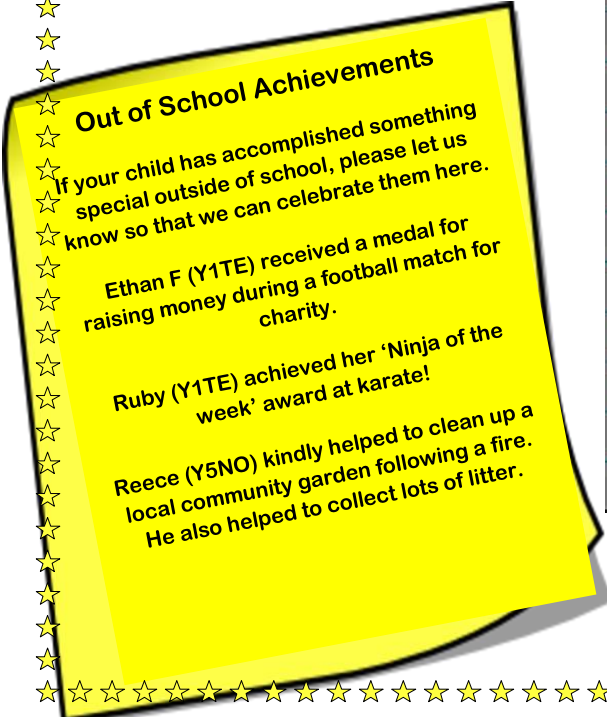 Out of School Achievements
If your child has accomplished something
special outside of school, please let us
know so that we can celebrate them here.
Ethan F (Y1TE) received a medal for
raising money during a football match for
charity.
Ruby (Y1TE) achieved her ‘Ninja of the
week’ award at karate!
Reece (Y5NO) kindly helped to clean up a
local community garden following a fire.
He also helped to collect lots of litter.